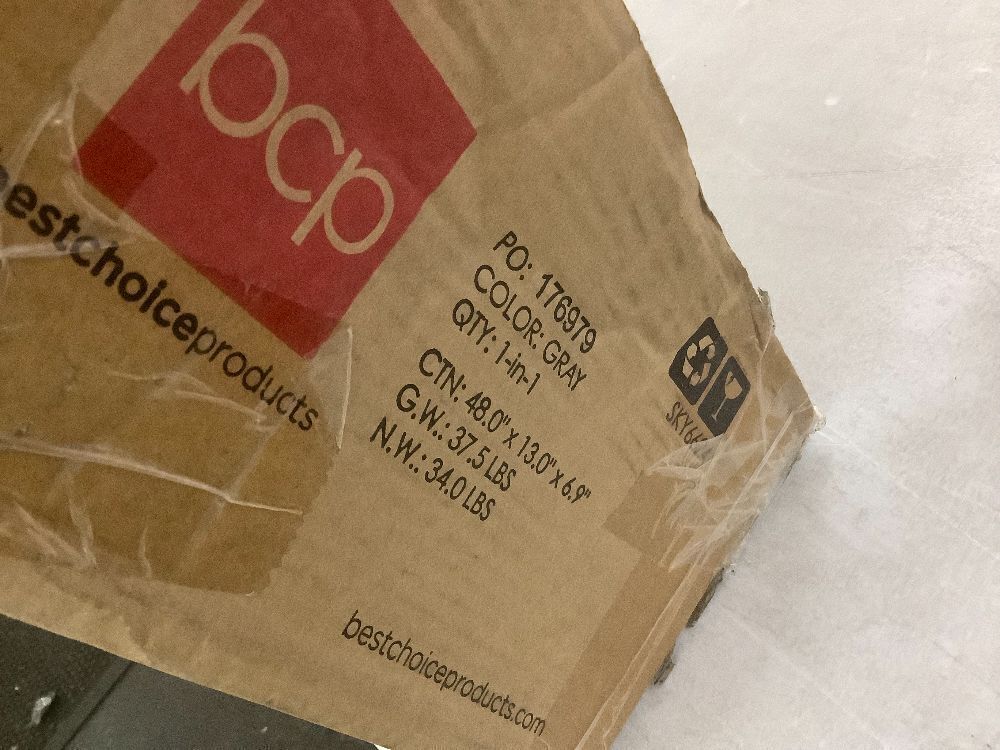 bcp
bestchoiceproducts
PO: 176979
COLOR: GRAY
QTY: 1-in-1
CTN: 48.0" x 13.0" x 6.9"
G.W.: 37.5 LBS
N.W.: 34.0 LBS
bestchoiceproducts.com